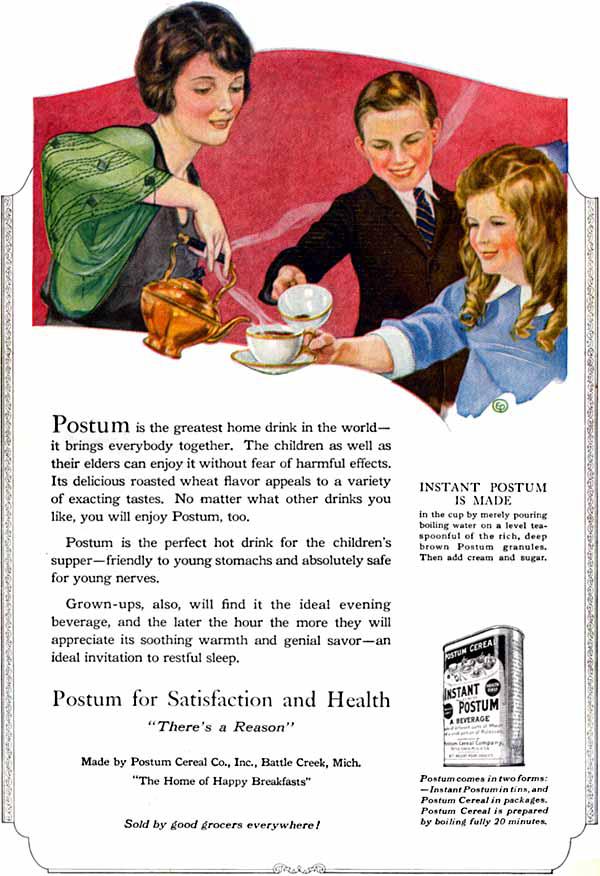 Postum is the greatest home drink in the world—
it brings everybody together. The children as well as
their elders can enjoy it without fear of harmful effects.
Its delicious roasted wheat flavor appeals to a variety
of exacting tastes. No matter what other drinks you
like, you will enjoy Postum, too.
Postum is the perfect hot drink for the children's
supper—friendly to young stomachs and absolutely safe
for young nerves.
Grown-ups, also, will find it the ideal evening
beverage, and the later the hour the more they will
appreciate its soothing warmth and genial savor—an
ideal invitation to restful sleep.
Postum for Satisfaction and Health
"There's a Reason"
Made by Postum Cereal Co., Inc., Battle Creek, Mich.
"The Home of Happy Breakfasts"
Sold by good grocers everywhere!
INSTANT POSTUM
IS MADE
in the cup by merely pouring
boiling water on a level tea-
spoonful of the rich, deep
brown Postum granules.
Then add cream and sugar.
POSTUM CEREAL
INSTANT
POSTUM
A BEVERAGE
Postum Cereal Company
Postum comes in two forms:
—Instant Postum in tins, and
Postum Cereal in packages.
Postum Cereal is prepared
by boiling fully 20 minutes.